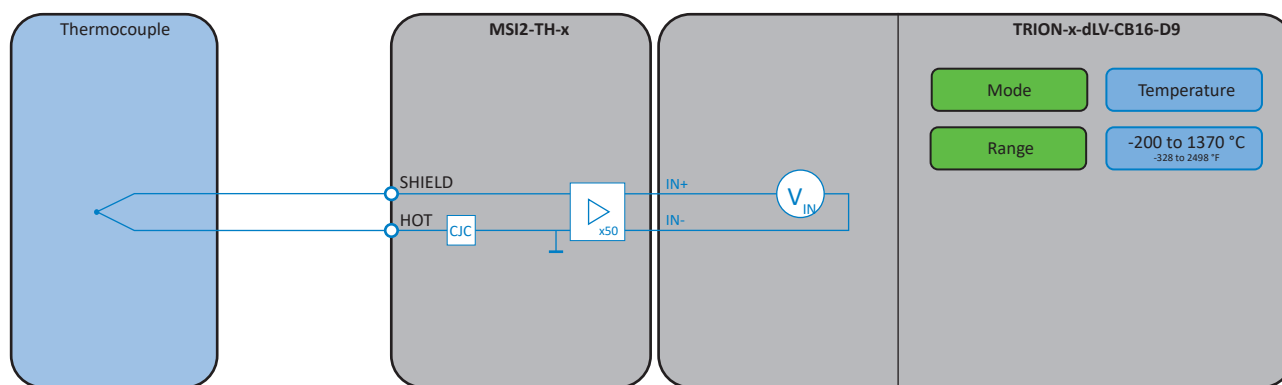 Thermocouple
MSI2-TH-x
TRION-x-dLV-CB16-D9
Mode
Temperature
Range
-200 to 1370 °C
-328 to 2498 °F
SHIELD
IN+
V IN
HOT
IN-
CJC
x50